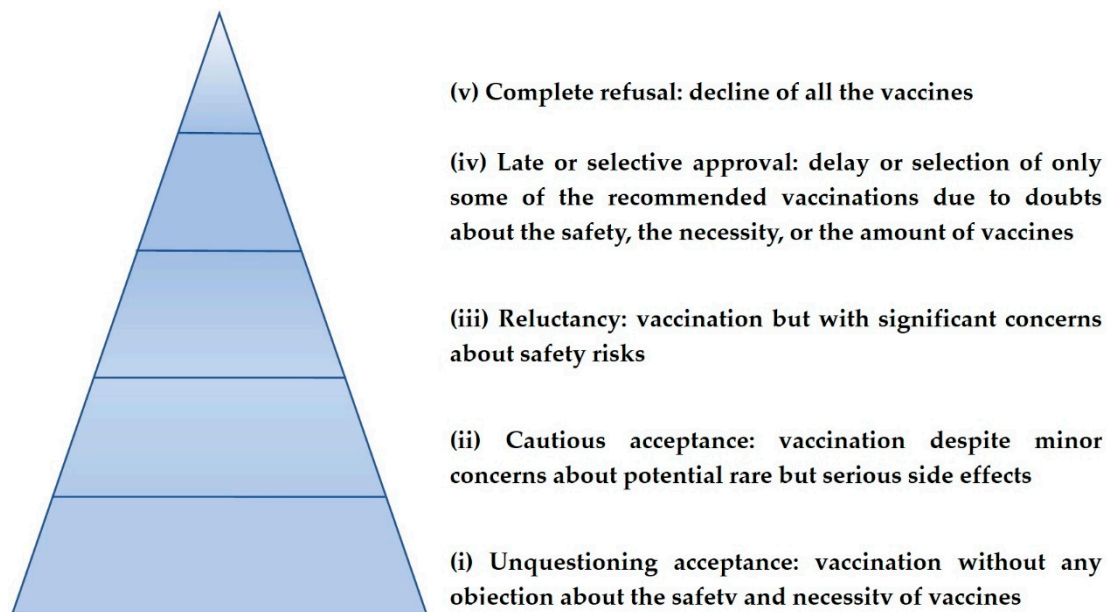 (v) Complete refusal: decline of all the vaccines
(iv) Late or selective approval: delay or selection of only
some of the recommended vaccinations due to doubts
about the safety, the necessity, or the amount of vaccines
(iii) Reluctancy: vaccination but with significant concerns
about safety risks
(ii) Cautious acceptance: vaccination despite minor
concerns about potential rare but serious side effects
(i) Unquestioning acceptance: vaccination without any
objection about the safety and necessity of vaccines